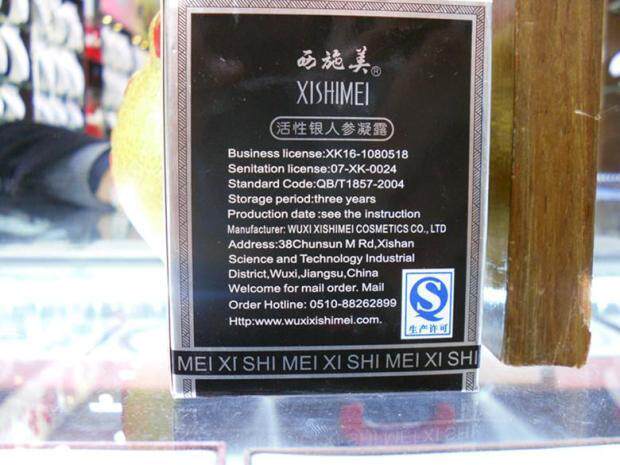 西施美®
XISHIMEI
活性银人参凝露
Business license:XK16-1080518
Senitation license:07-XK-0024
Standard Code:QB/T1857-2004
Storage period:three years
Production date :see the instruction
Manufacturer: WUXI XISHIMEI COSMETICS CO., LTD
Address:38Chunsun M Rd,Xishan
Science and Technology Industrial
District,Wuxi,Jiangsu,China
Welcome for mail order. Mail
Order Hotline: 0510-88262899
Http:www.wuxixishimei.com.
生产许可
MEI XI SHI MEI XI SHI MEI XI SHI